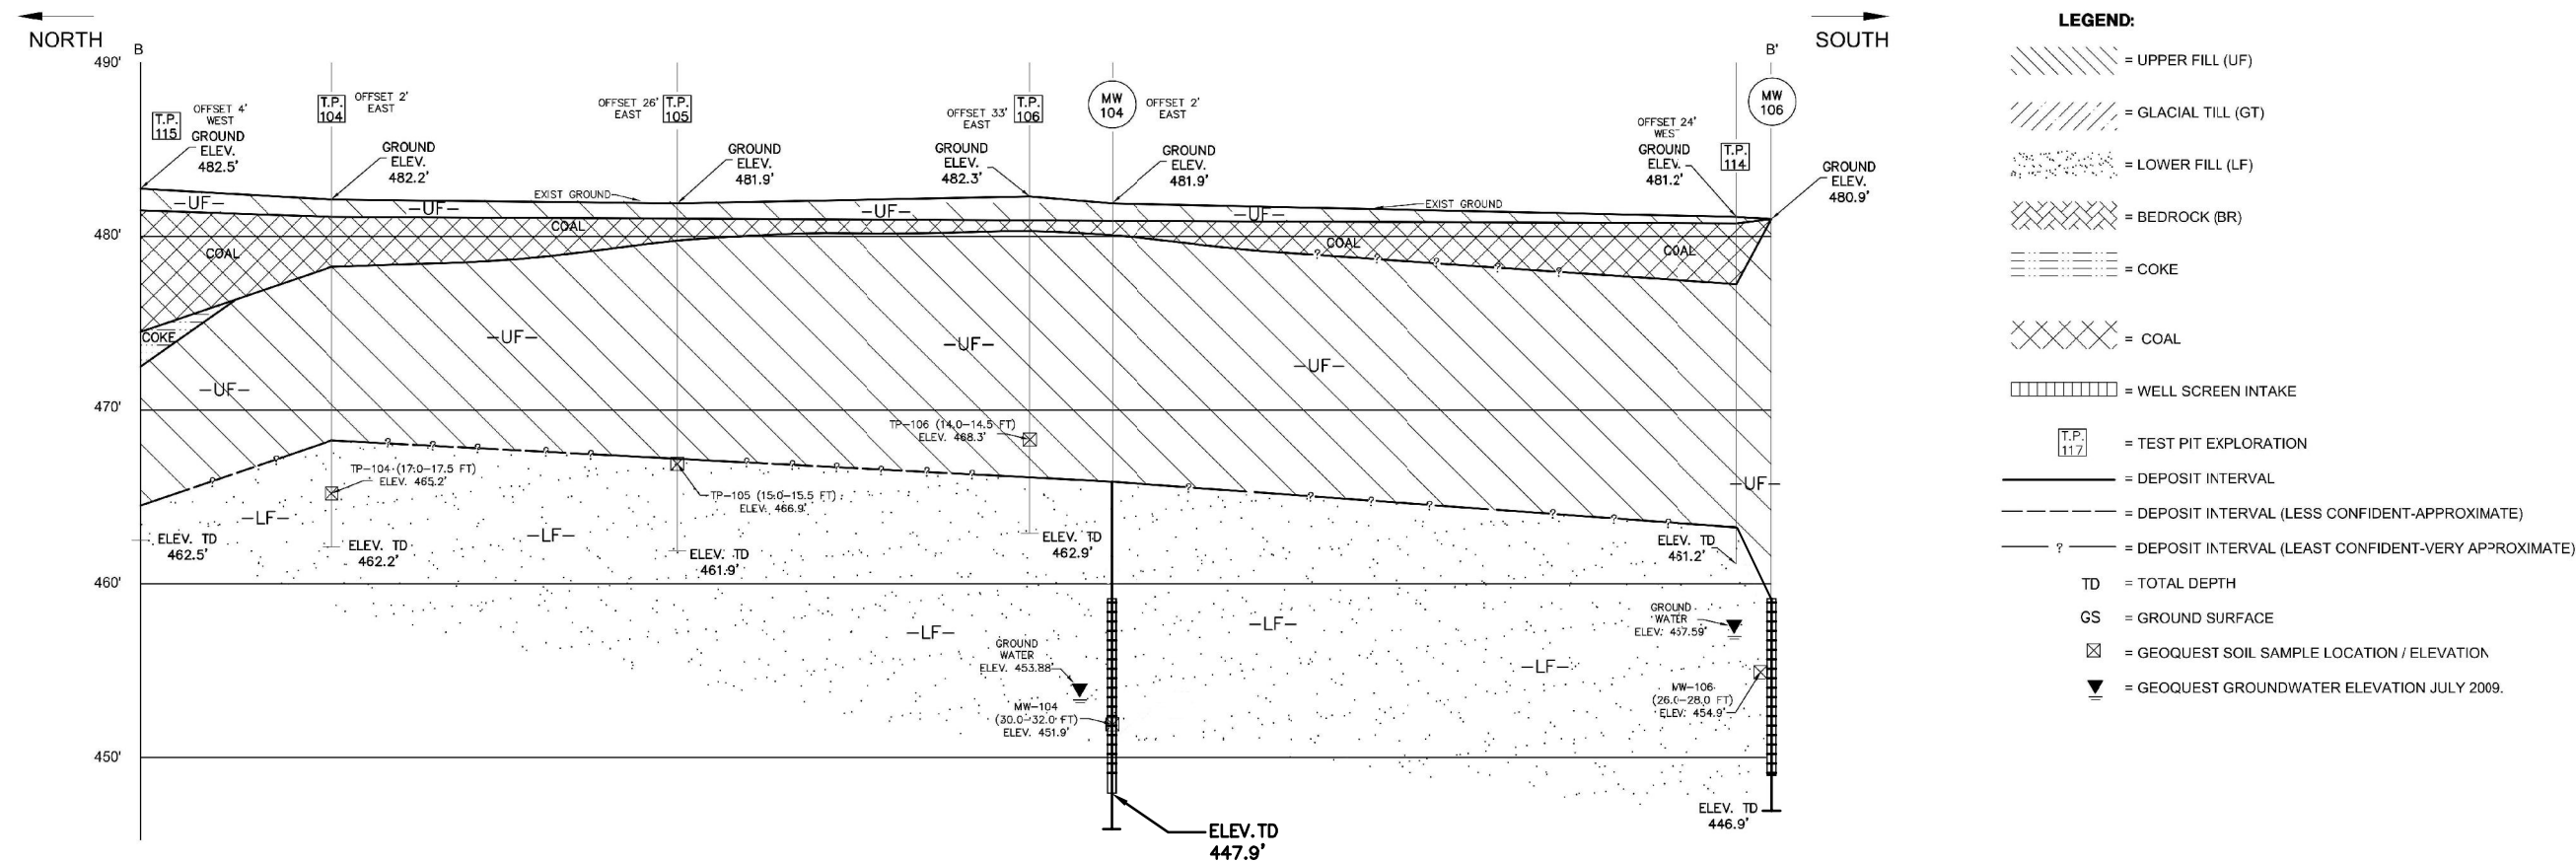 NORTH
B
SOUTH
B'
490'
480'
470'
460'
450'
T.P.
115
OFFSET 4'
WEST
GROUND
ELEV.
482.5'
T.P.
104
OFFSET 2'
EAST
GROUND
ELEV.
482.2'
OFFSET 26'
EAST
T.P.
105
GROUND
ELEV.
481.9'
OFFSET 33'
EAST
T.P.
106
GROUND
ELEV.
482.3'
MW
104
OFFSET 2'
EAST
GROUND
ELEV.
481.9'
OFFSET 24'
WEST
GROUND
ELEV.
481.2'
T.P.
114
MW
106
GROUND
ELEV.
480.9'
EXIST GROUND
EXIST GROUND
-UF-
-UF-
-UF-
-UF-
COAL
COAL
COAL
COAL
COKE
-UF-
-UF-
-UF-
-UF-
-UF-
? ? ? ? ?
TP-106 (14.0-14.5 FT)
ELEV. 468.3'
TP-104 (17.0-17.5 FT)
ELEV. 465.2'
TP-105 (15.0-15.5 FT)
ELEV. 466.9'
? ? ? ? ? ? ? ? ? ? ? ? ? ? ? ? ? ? ? ?
-LF-
-LF-
-LF-
-LF-
-LF-
ELEV. TD
462.5'
ELEV. TD
462.2'
ELEV. TD
461.9'
ELEV. TD
462.9'
ELEV. TD
461.2'
GROUND
WATER
ELEV. 453.88'
MW-104
(30.0-32.0 FT)
ELEV. 451.9'
GROUND
WATER
ELEV. 457.59'
MW-106
(26.0-28.0 FT)
ELEV. 454.9'
ELEV.TD
447.9'
ELEV. TD
446.9'
LEGEND:
= UPPER FILL (UF)
= GLACIAL TILL (GT)
= LOWER FILL (LF)
= BEDROCK (BR)
= COKE
= COAL
= WELL SCREEN INTAKE
T.P.
117
= TEST PIT EXPLORATION
= DEPOSIT INTERVAL
= DEPOSIT INTERVAL (LESS CONFIDENT-APPROXIMATE)
? = DEPOSIT INTERVAL (LEAST CONFIDENT-VERY APPROXIMATE)
TD = TOTAL DEPTH
GS = GROUND SURFACE
= GEOQUEST SOIL SAMPLE LOCATION / ELEVATION
= GEOQUEST GROUNDWATER ELEVATION JULY 2009.